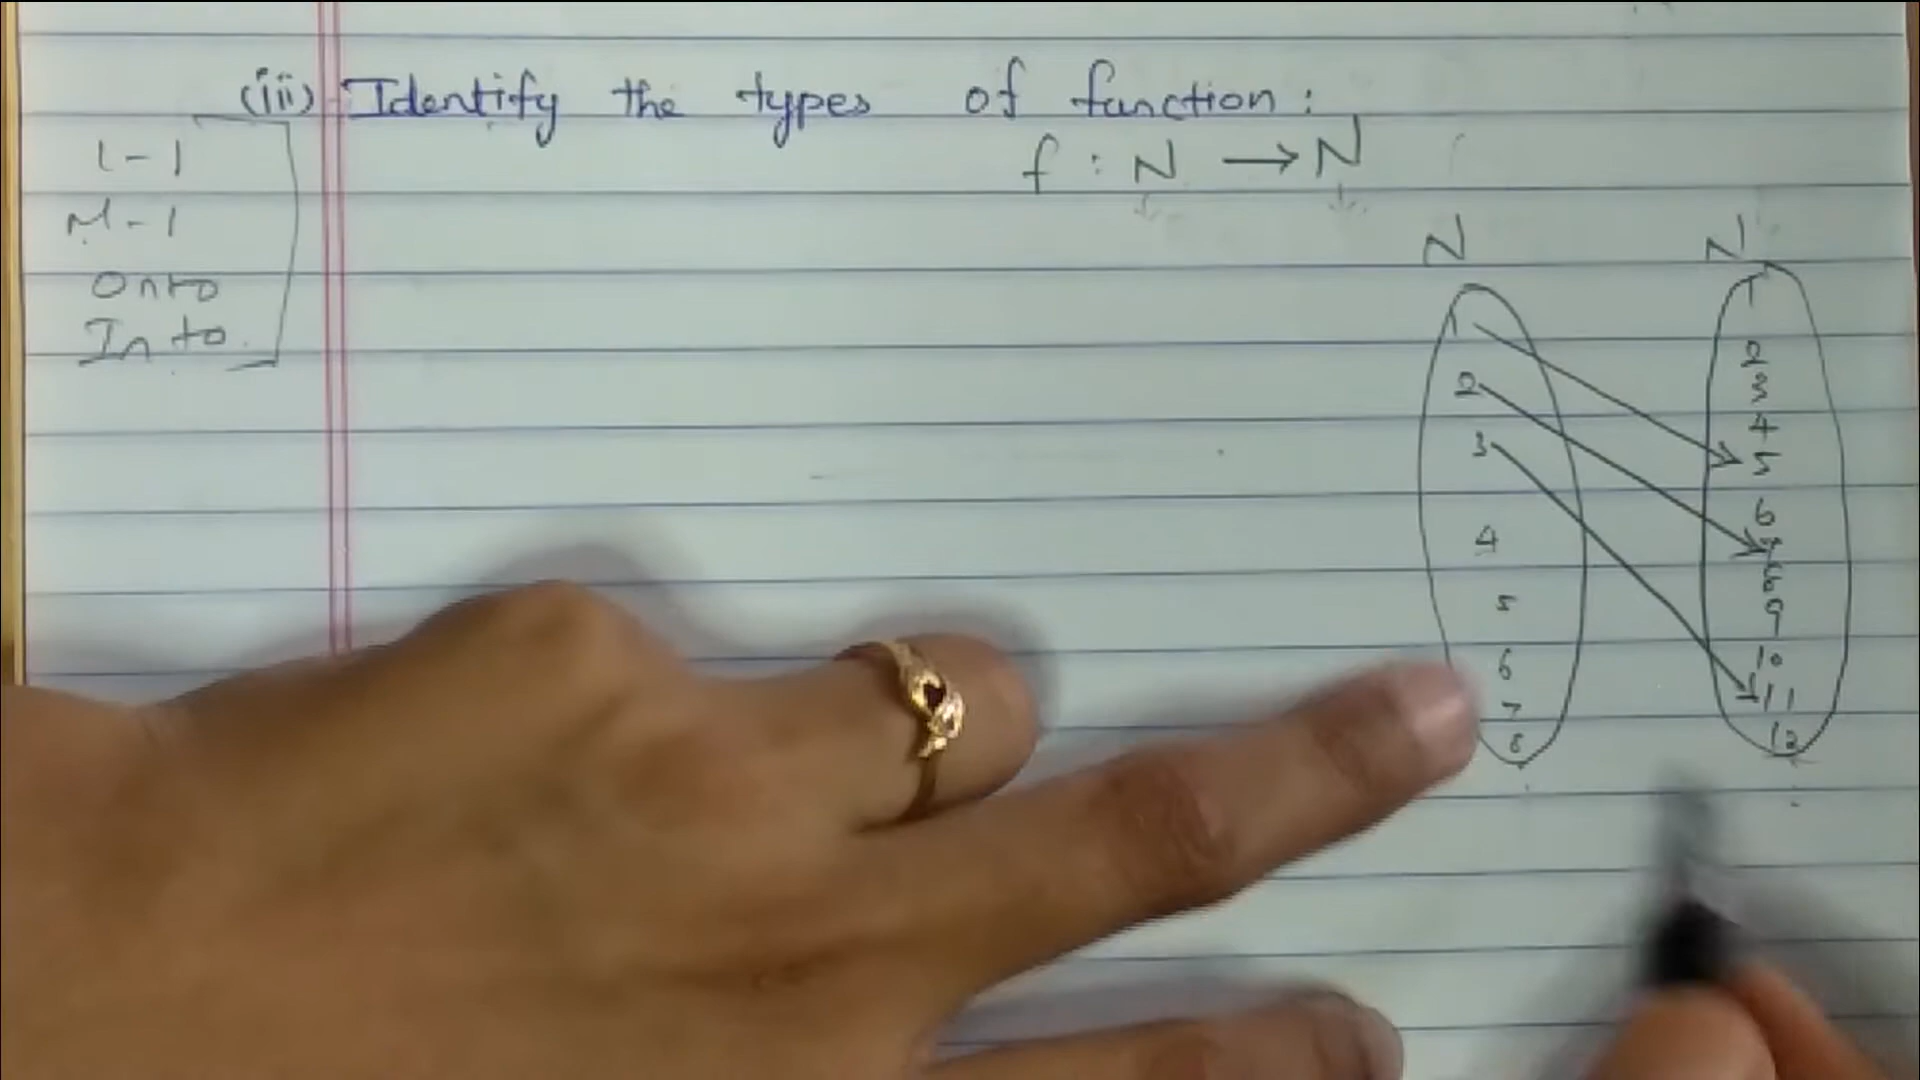 (iii) Identify the types of function:
f : N → N
1-1
M-1
Onto
Into
N N
1 1
2 2
3 3
4 4
5 5
6 6
7 8
8 9
10
11
12